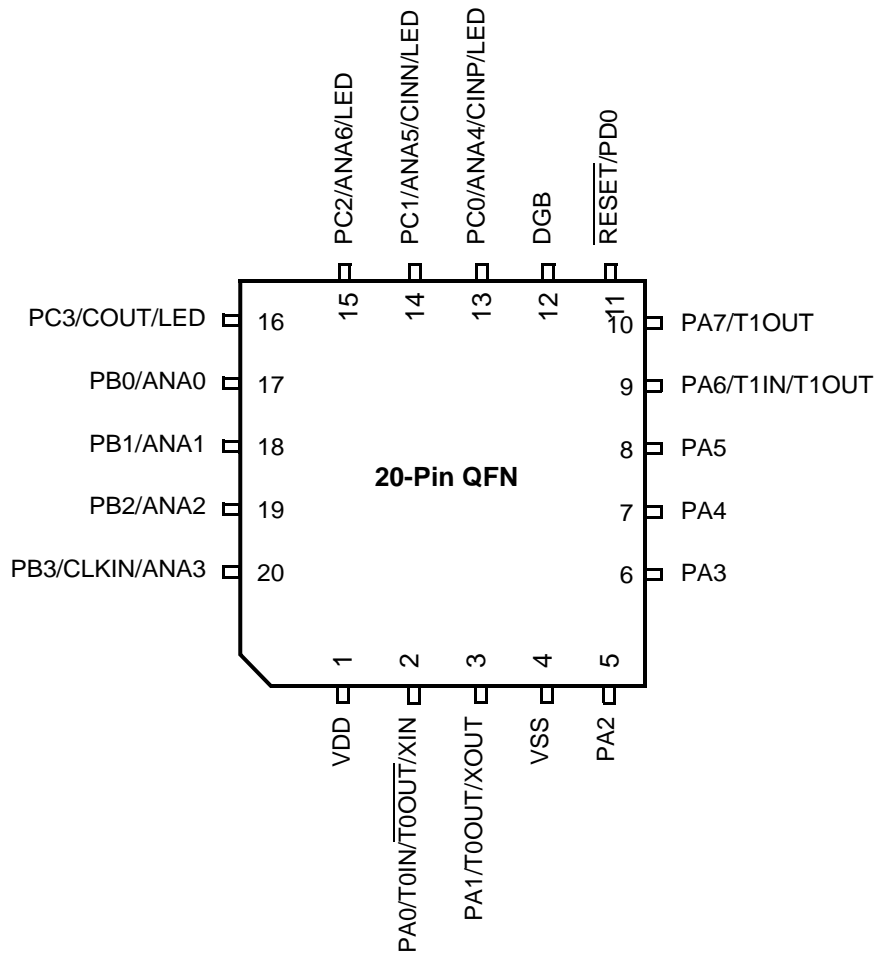 PC2/ANA6/LED
PC1/ANA5/CINN/LED
PC0/ANA4/CINP/LED
DGB
R̅E̅S̅E̅T̅/PD0
15
14
13
12
11
PC3/COUT/LED
16
10
PA7/T1OUT
PB0/ANA0
17
9
PA6/T1IN/T1OUT
PB1/ANA1
18
8
PA5
20-Pin QFN
PB2/ANA2
19
7
PA4
PB3/CLKIN/ANA3
20
6
PA3
1
2
3
4
5
VDD
PA0/T0IN/T̅0̅O̅U̅T̅/XIN
PA1/T0OUT/XOUT
VSS
PA2